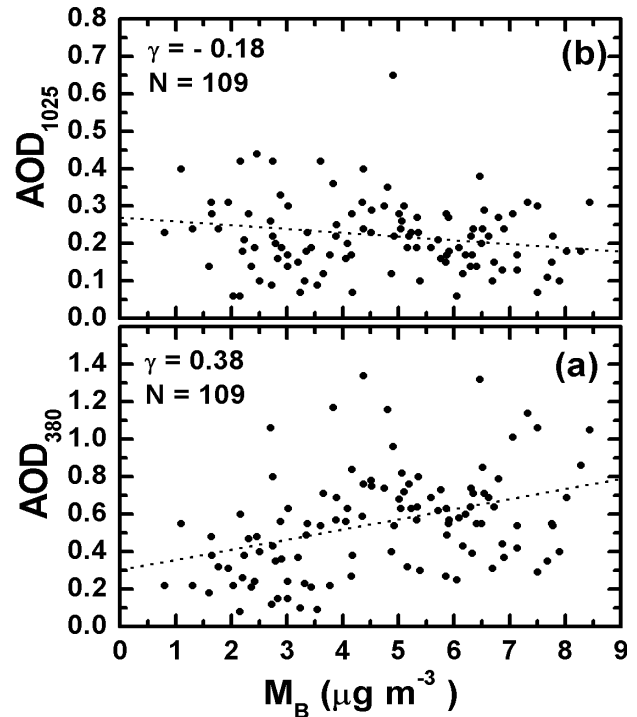 0.8
γ = - 0.18
(b)
0.7
N = 109
0.6
0.5
AOD1025
0.4
0.3
0.2
0.1
0.0
γ = 0.38
(a)
1.4
N = 109
1.2
1.0
AOD380
0.8
0.6
0.4
0.2
0.0
0 1 2 3 4 5 6 7 8 9
MB (μg m-3)